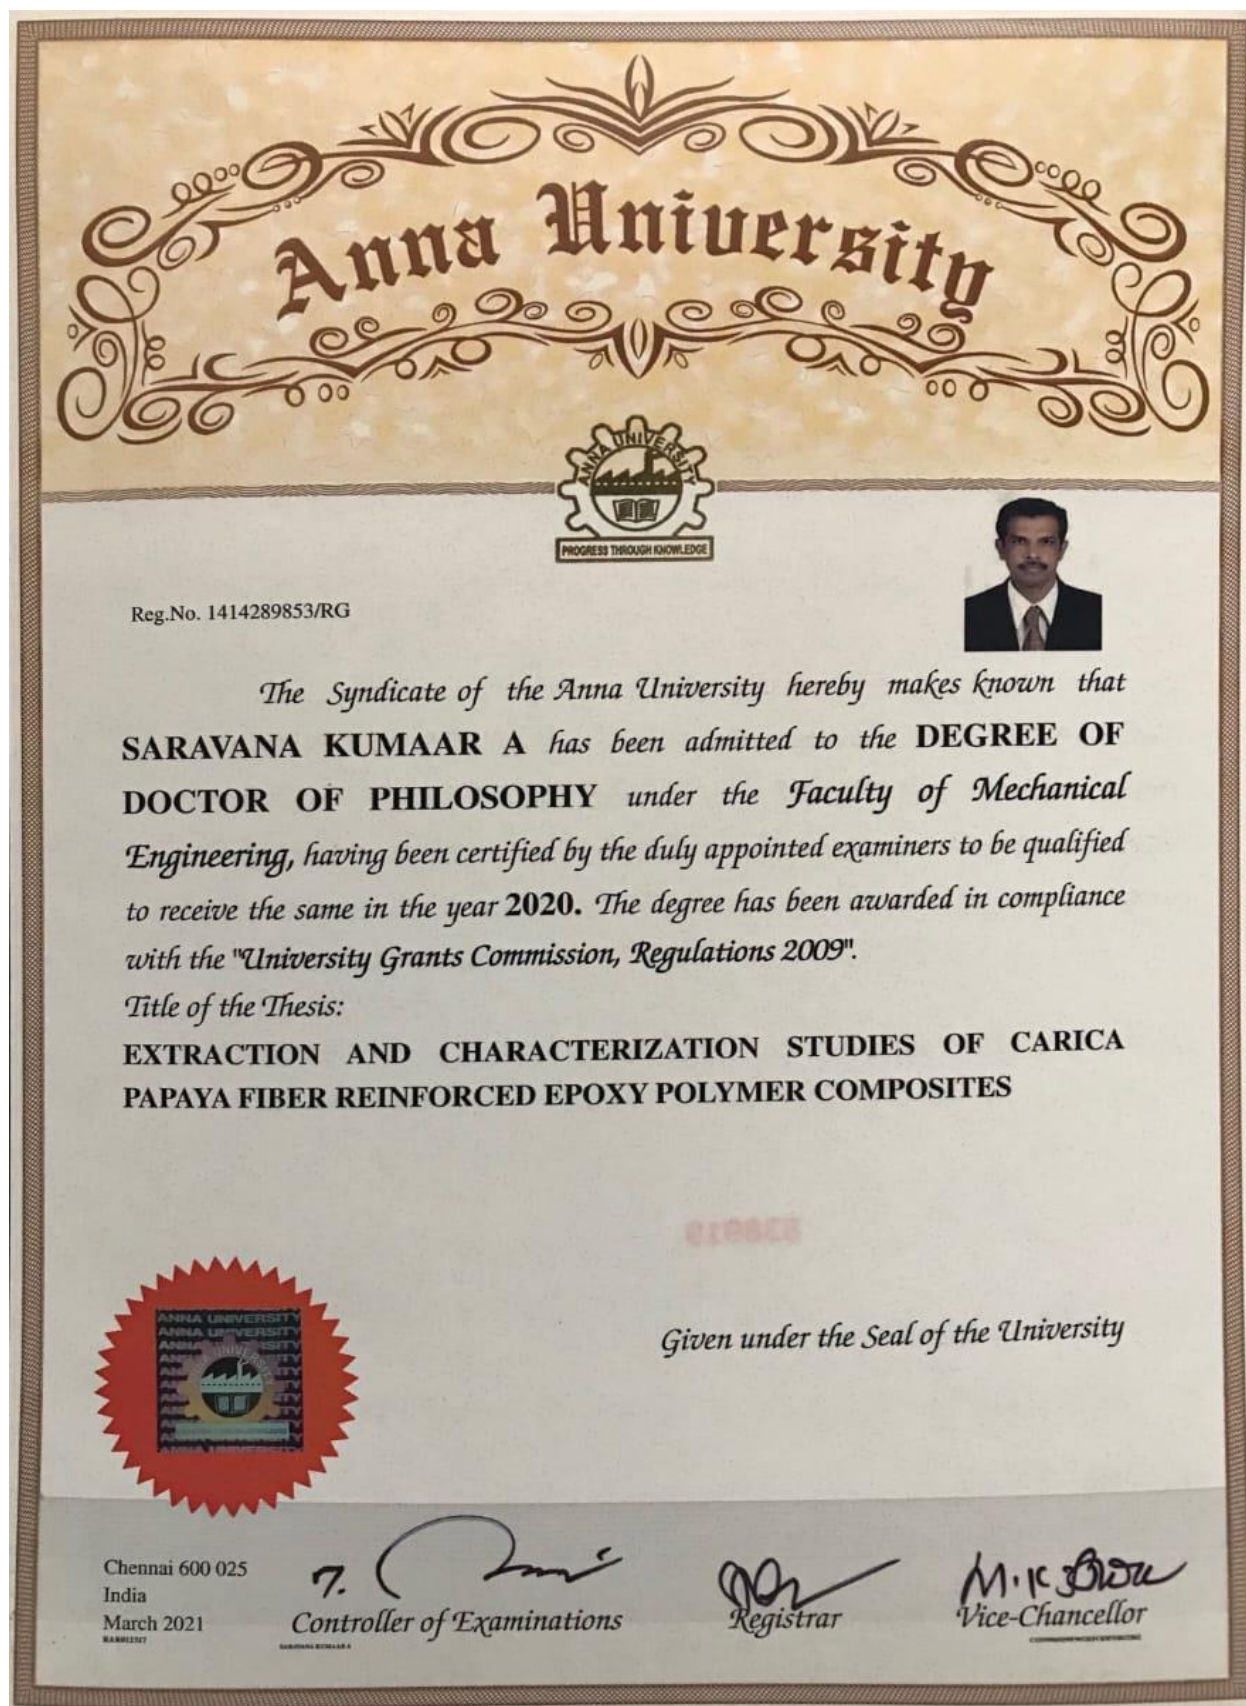 Anna University
ANNA UNIVERSITY
PROGRESS THROUGH KNOWLEDGE
Reg.No. 1414289853/RG
The Syndicate of the Anna University hereby makes known that
SARAVANA KUMAAR A has been admitted to the DEGREE OF
DOCTOR OF PHILOSOPHY under the Faculty of Mechanical
Engineering, having been certified by the duly appointed examiners to be qualified
to receive the same in the year 2020. The degree has been awarded in compliance
with the "University Grants Commission, Regulations 2009".
Title of the Thesis:
EXTRACTION AND CHARACTERIZATION STUDIES OF CARICA
PAPAYA FIBER REINFORCED EPOXY POLYMER COMPOSITES
ANNA UNIVERSITY
ANNA UNIVERSITY
Given under the Seal of the University
Chennai 600 025
India
March 2021
Controller of Examinations
SARAVANA KUMAAR A
Registrar
Vice-Chancellor